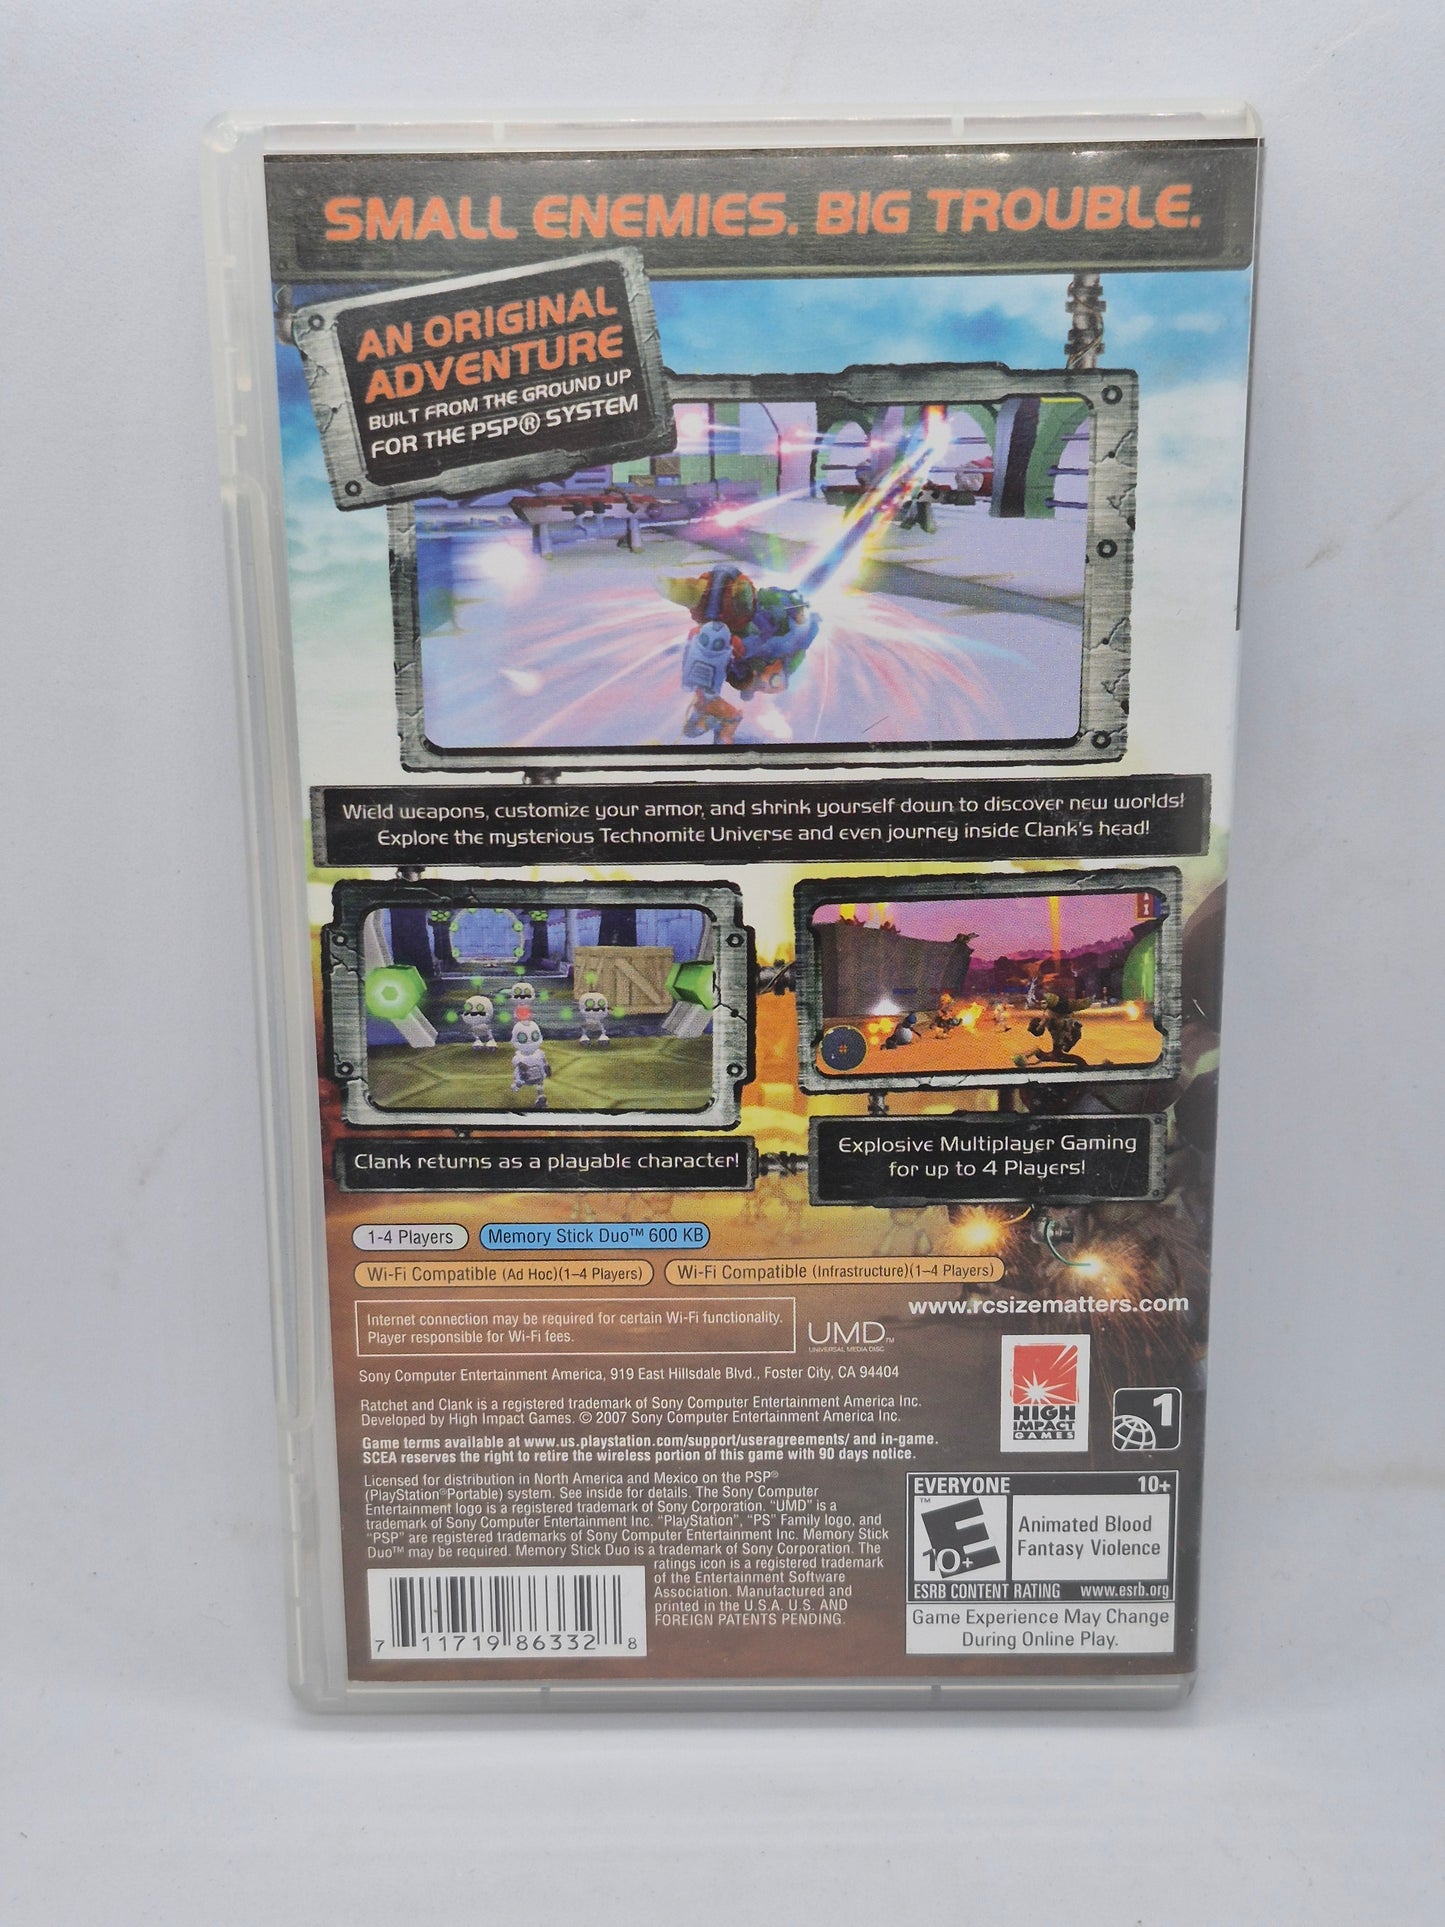 SMALL ENEMIES. BIG TROUBLE.
AN ORIGINAL
ADVENTURE
BUILT FROM THE GROUND UP
FOR THE PSP® SYSTEM
Wield weapons, customize your armor, and shrink yourself down to discover new worlds!
Explore the mysterious Technomite Universe and even journey inside Clank's head!
Clank returns as a playable character!
Explosive Multiplayer Gaming
for up to 4 Players!
1-4 Players
Memory Stick Duo™ 600 KB
Wi-Fi Compatible (Ad Hoc)(1–4 Players)
Wi-Fi Compatible (Infrastructure)(1–4 Players)
www.rcsizematters.com
Internet connection may be required for certain Wi-Fi functionality.
Player responsible for Wi-Fi fees.
UMD™
UNIVERSAL MEDIA DISC
Sony Computer Entertainment America, 919 East Hillsdale Blvd., Foster City, CA 94404
Ratchet and Clank is a registered trademark of Sony Computer Entertainment America Inc.
Developed by High Impact Games. © 2007 Sony Computer Entertainment America Inc.
HIGH
IMPACT
GAMES
1
Game terms available at www.us.playstation.com/support/useragreements/ and in-game.
SCEA reserves the right to retire the wireless portion of this game with 90 days notice.
Licensed for distribution in North America and Mexico on the PSP®
(PlayStation®Portable) system. See inside for details. The Sony Computer
Entertainment logo is a registered trademark of Sony Corporation. "UMD" is a
trademark of Sony Computer Entertainment Inc. "PlayStation", "PS" Family logo, and
"PSP" are registered trademarks of Sony Computer Entertainment Inc. Memory Stick
Duo™ may be required. Memory Stick Duo is a trademark of Sony Corporation. The
ratings icon is a registered trademark
of the Entertainment Software
Association. Manufactured and
printed in the U.S.A. U.S. AND
FOREIGN PATENTS PENDING.
7 11719 86332 8
EVERYONE 10+
™
E
10+
Animated Blood
Fantasy Violence
ESRB CONTENT RATING www.esrb.org
Game Experience May Change
During Online Play.